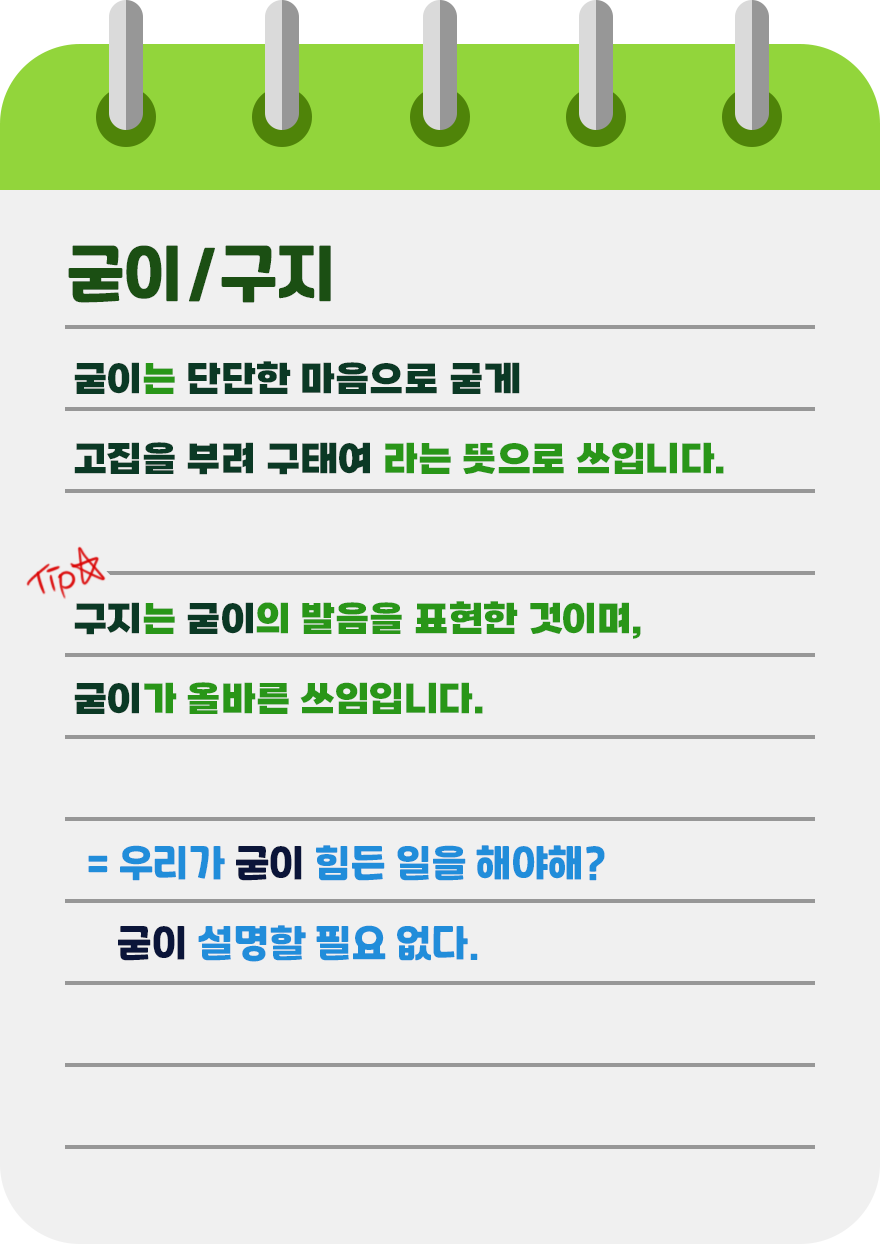 굳이/구지
굳이는 단단한 마음으로 굳게
고집을 부려 구태여 라는 뜻으로 쓰입니다.
Tip
구지는 굳이의 발음을 표현한 것이며,
굳이가 올바른 쓰임입니다.
= 우리가 굳이 힘든 일을 해야해?
굳이 설명할 필요 없다.